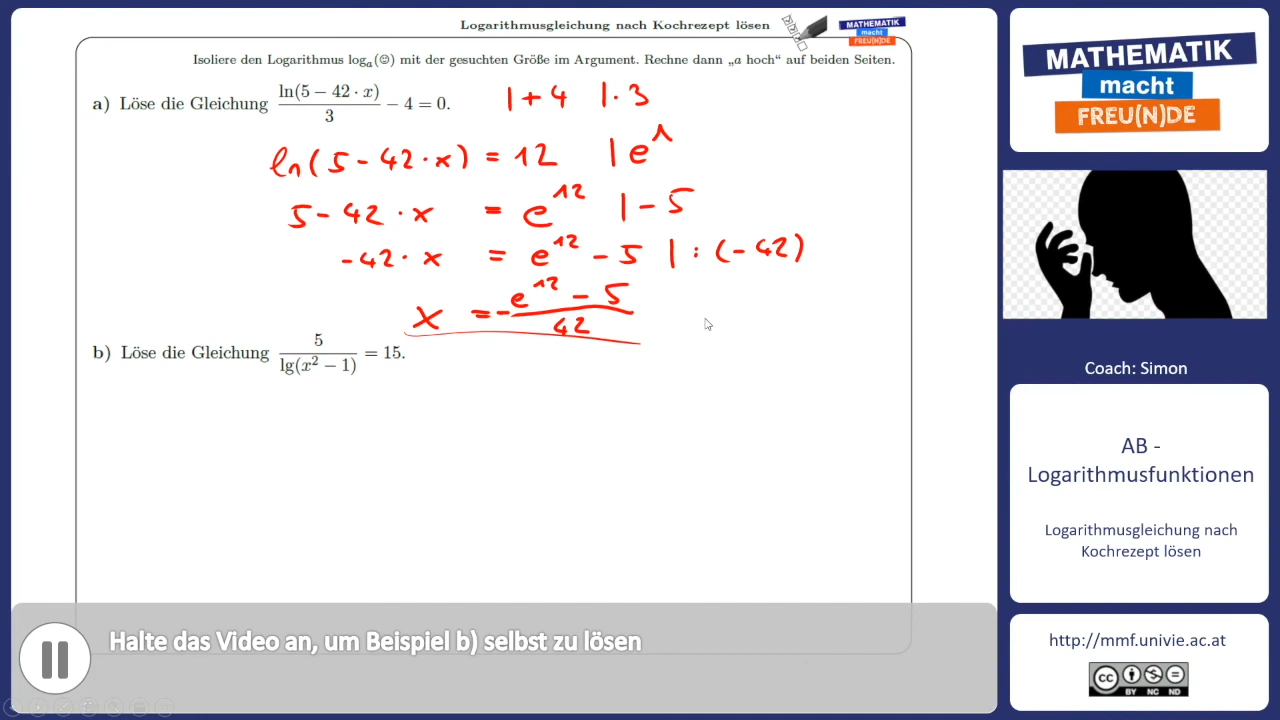 Logarithmusgleichung nach Kochrezept lösen
MATHEMATIK
macht
FREU(N)DE
Isoliere den Logarithmus logₐ(☺) mit der gesuchten Größe im Argument. Rechne dann „a hoch“ auf beiden Seiten.
a) Löse die Gleichung ln(5 − 42 · x)/3 − 4 = 0. | + 4 | · 3
ln(5 − 42 · x) = 12 | e^
5 − 42 · x = e^12 | − 5
−42 · x = e^12 − 5 | : (−42)
x = −(e^12 − 5)/42
b) Löse die Gleichung 5/lg(x² − 1) = 15.
Halte das Video an, um Beispiel b) selbst zu lösen
MATHEMATIK
macht
FREU(N)DE
Coach: Simon
AB -
Logarithmusfunktionen
Logarithmusgleichung nach
Kochrezept lösen
http://mmf.univie.ac.at
cc BY NC ND